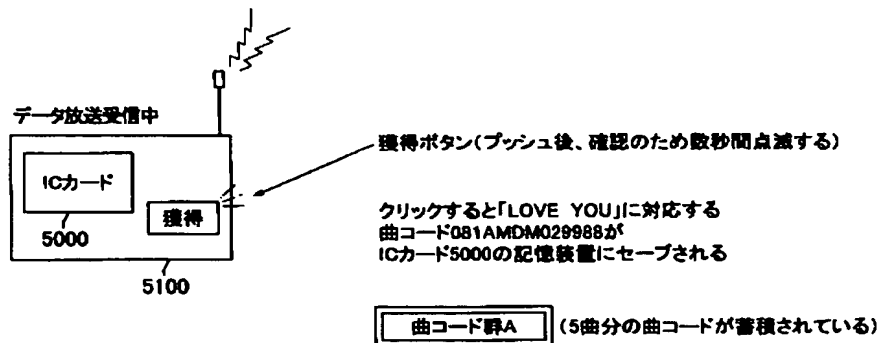 データ放送受信中
獲得ボタン(プッシュ後、確認のため数秒間点滅する)
ICカード
獲得
5000
5100
クリックすると「LOVE YOU」に対応する
曲コード081AMDM029988が
ICカード5000の記憶装置にセーブされる
曲コード群A
(5曲分の曲コードが蓄積されている)